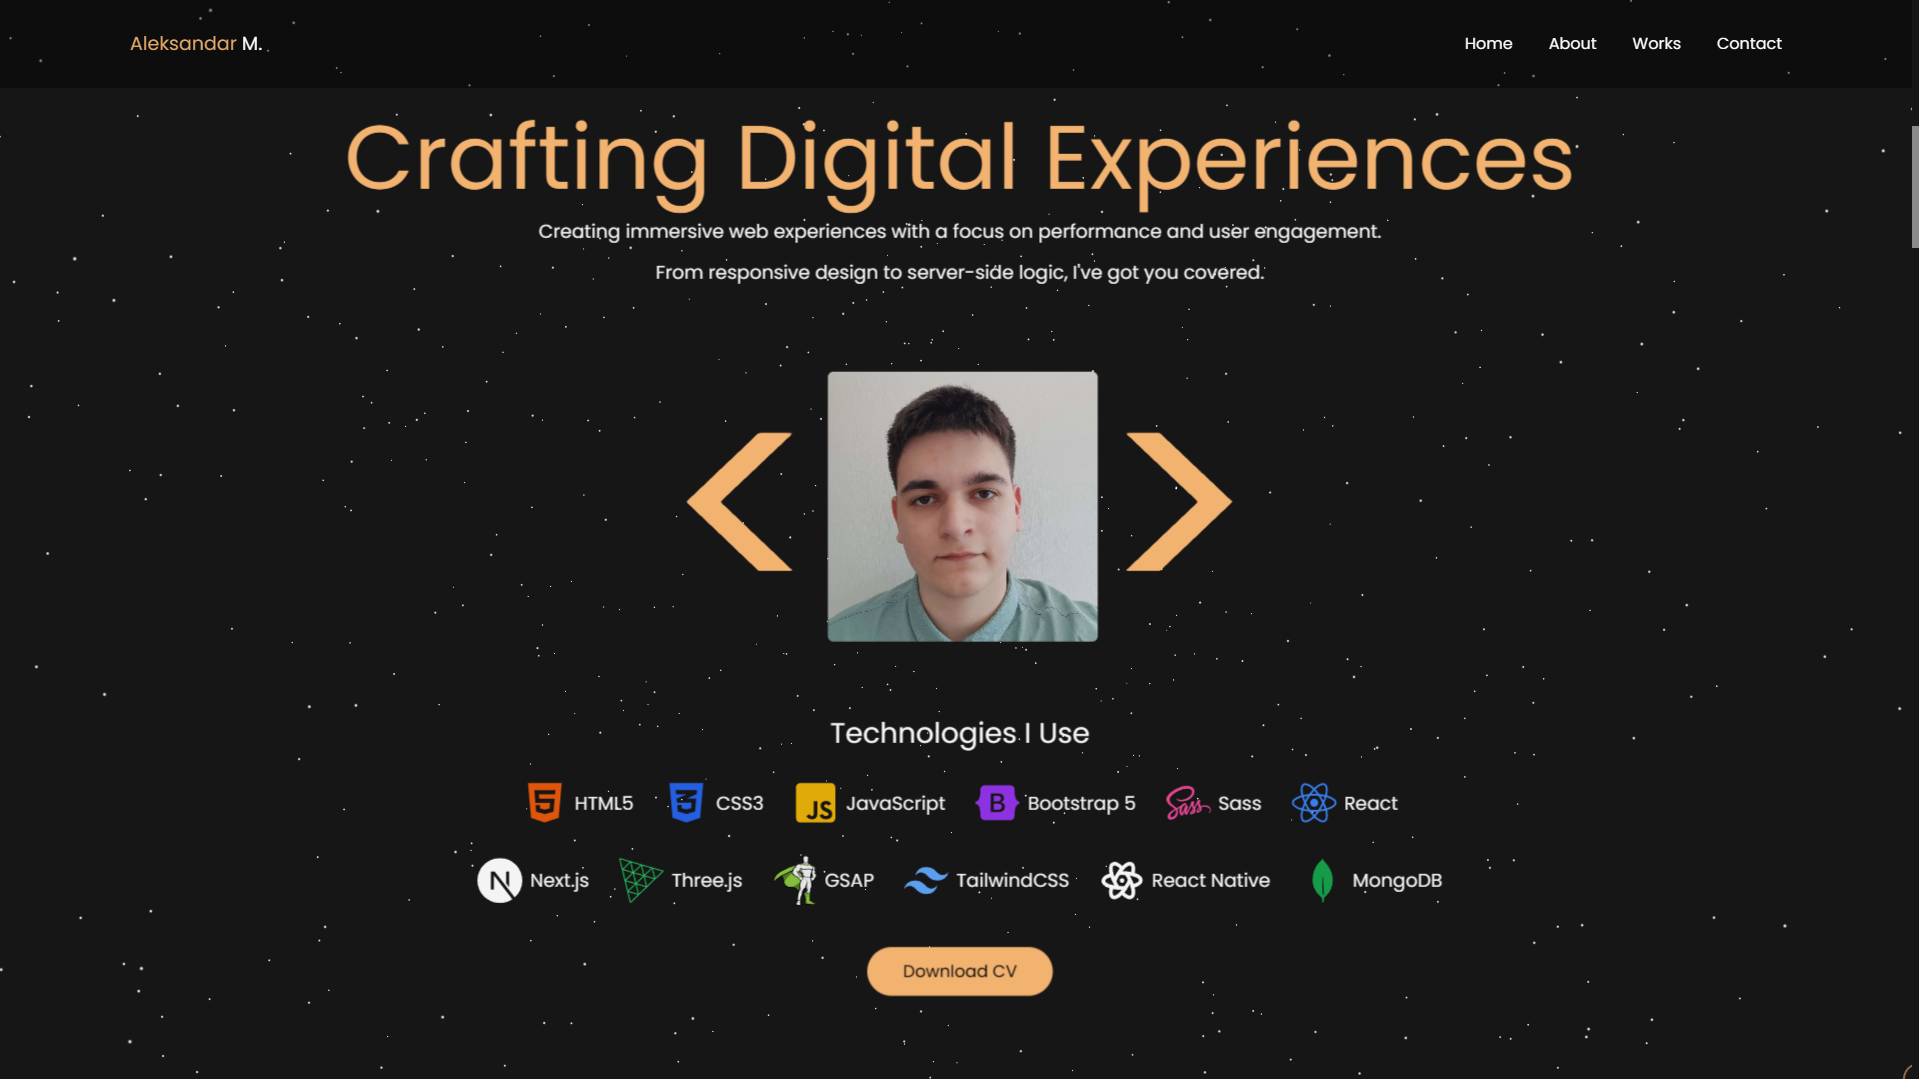 Aleksandar M.
Home About Works Contact
Crafting Digital Experiences
Creating immersive web experiences with a focus on performance and user engagement.
From responsive design to server-side logic, I've got you covered.
Technologies I Use
HTML5 CSS3 JS JavaScript B Bootstrap 5 Sass Sass React
N Next.js Three.js GSAP TailwindCSS React Native MongoDB
Download CV